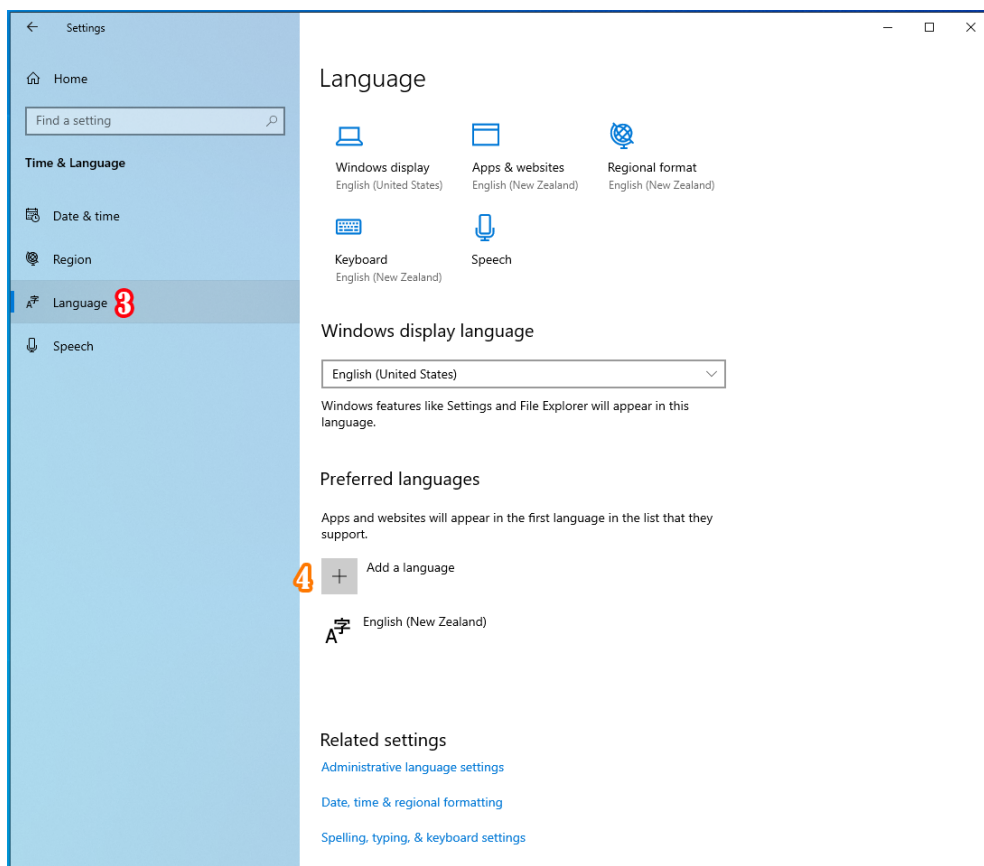 Settings
Home
Find a setting
Time & Language
Date & time
Region
Language 3
Speech
Language
Windows display
English (United States)
Apps & websites
English (New Zealand)
Regional format
English (New Zealand)
Keyboard
English (New Zealand)
Speech
Windows display language
English (United States)
Windows features like Settings and File Explorer will appear in this
language.
Preferred languages
Apps and websites will appear in the first language in the list that they
support.
4 + Add a language
A字 English (New Zealand)
Related settings
Administrative language settings
Date, time & regional formatting
Spelling, typing, & keyboard settings